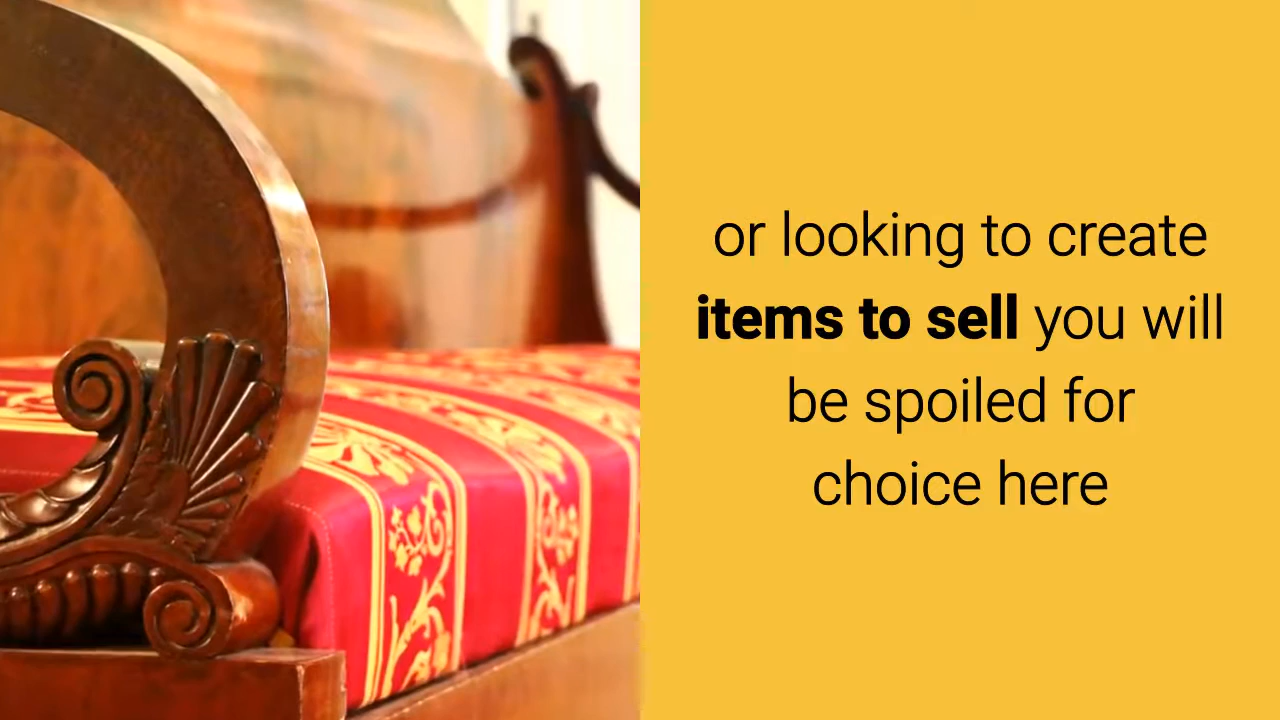 or looking to create
items to sell you will
be spoiled for
choice here